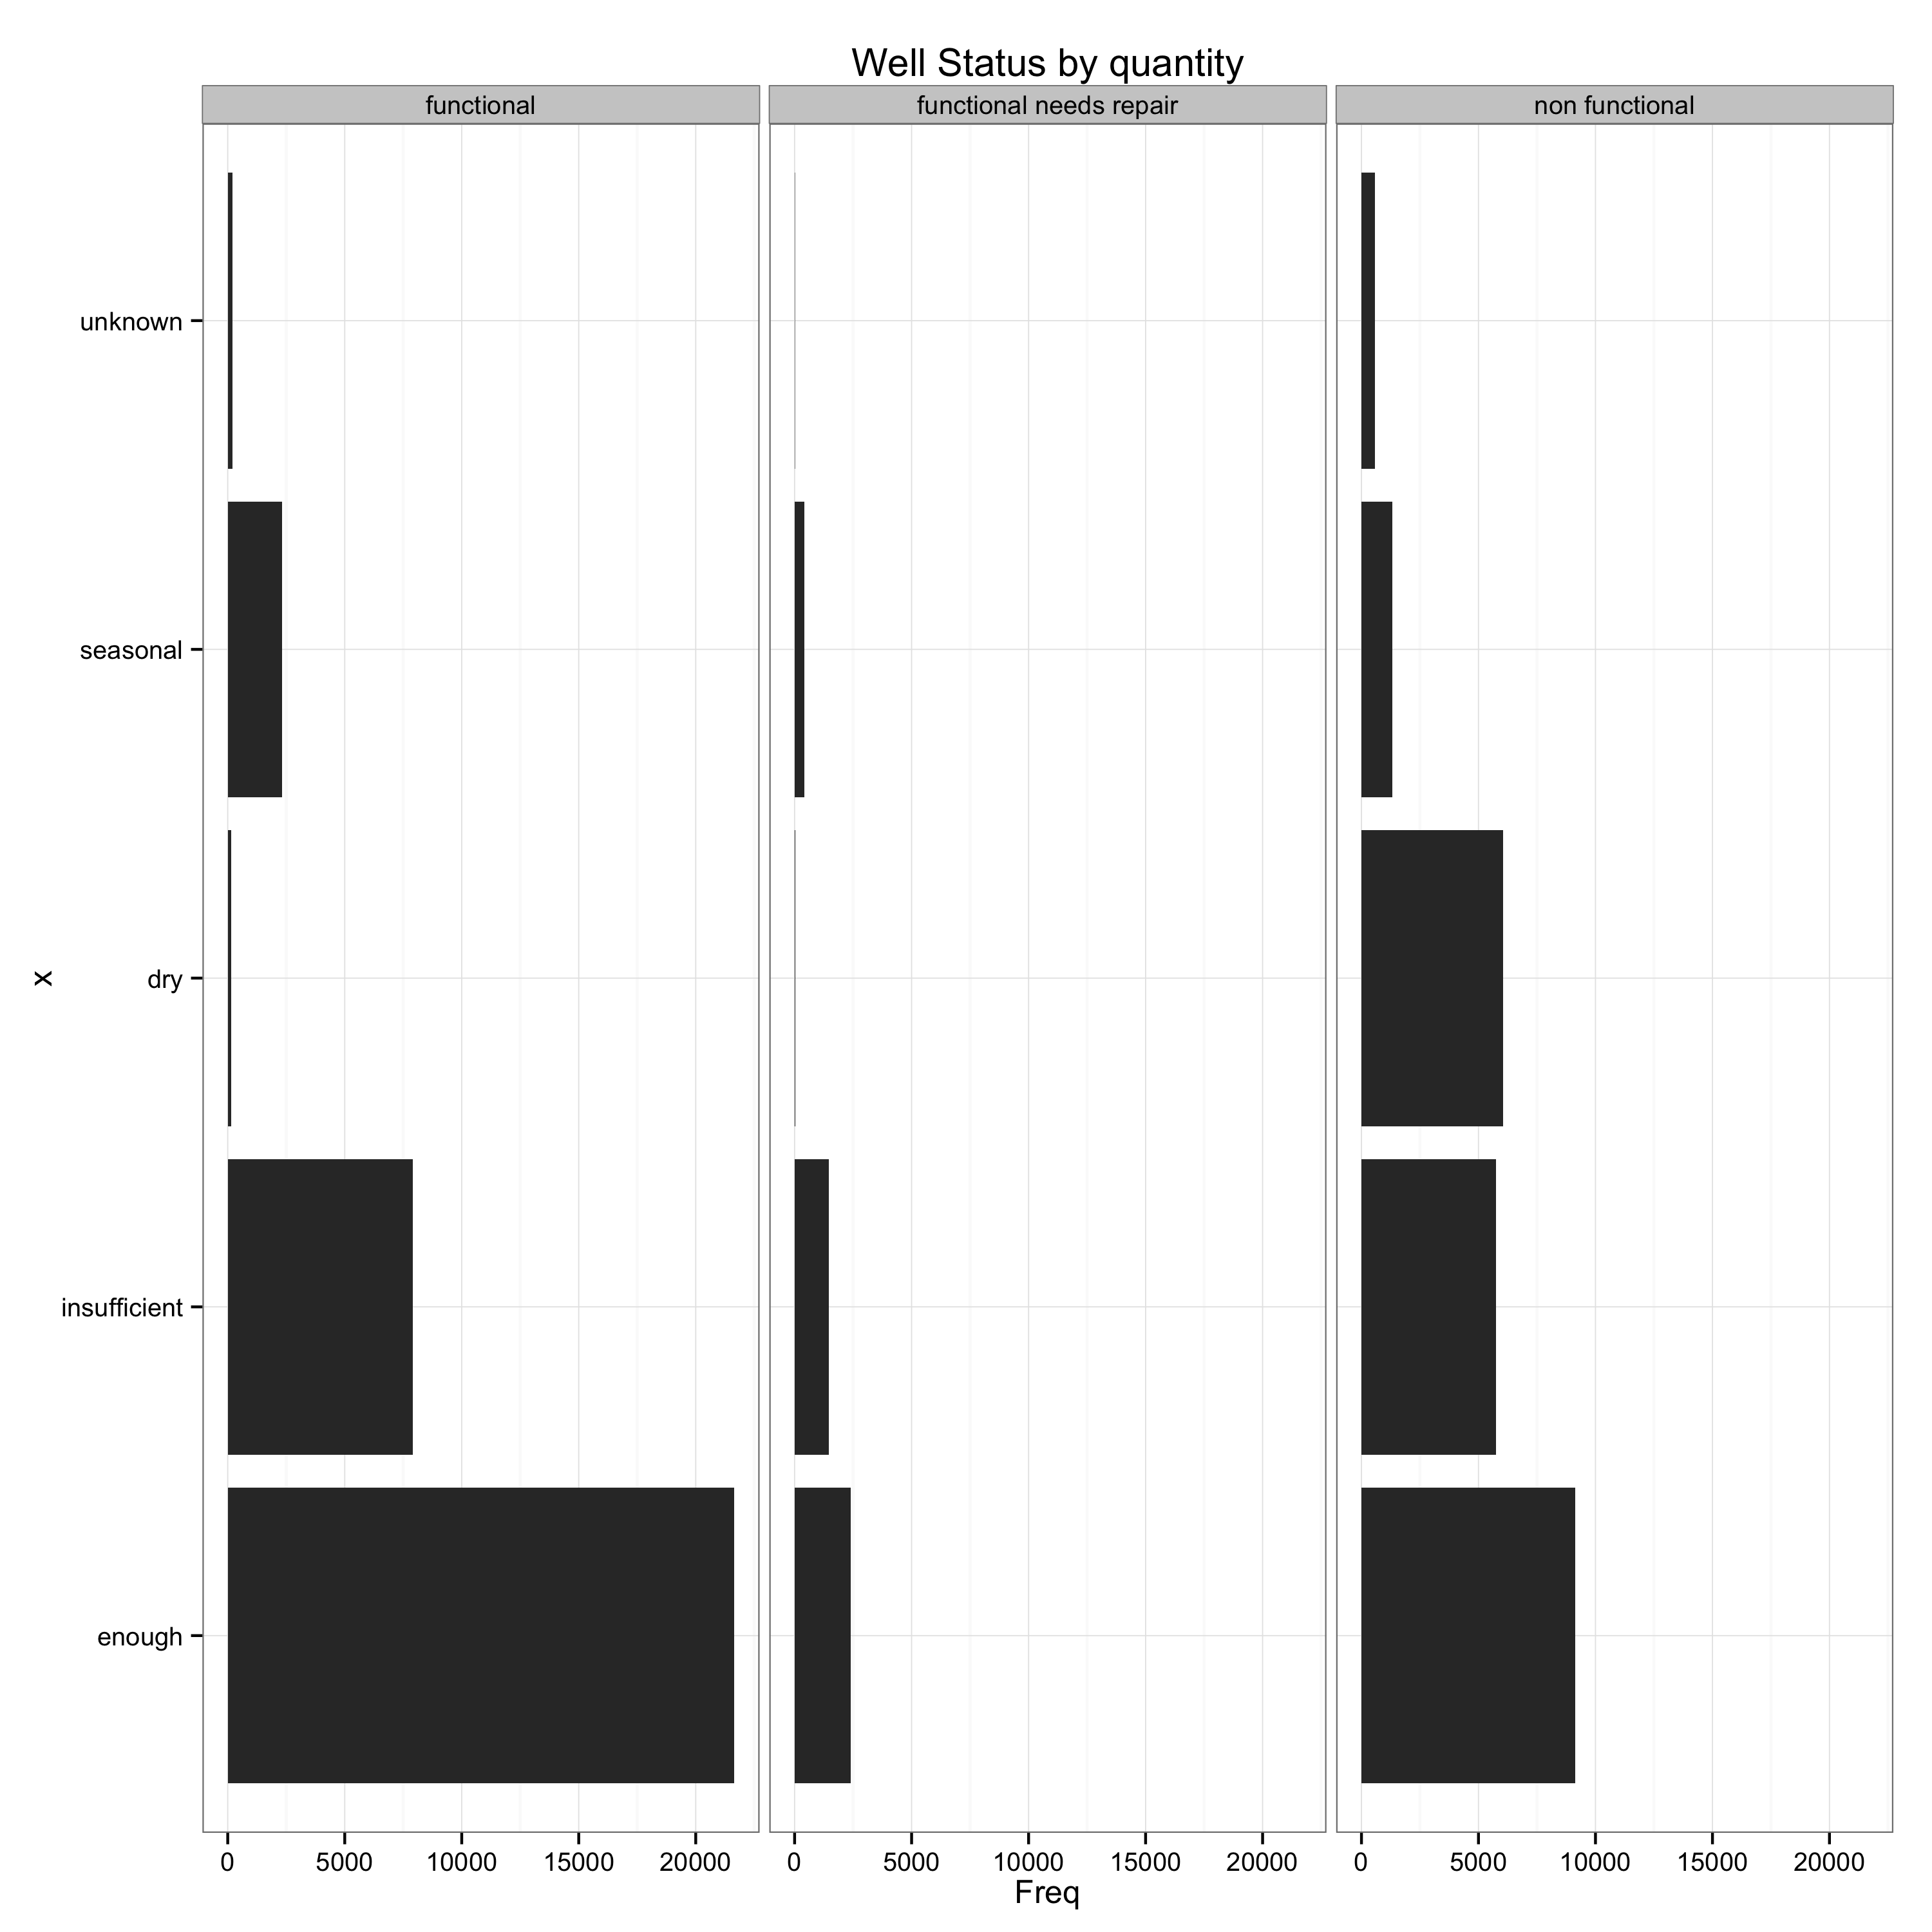 Well Status by quantity
functional
functional needs repair
non functional
unknown
seasonal
dry
insufficient
enough
x
0 5000 10000 15000 20000
0 5000 10000 15000 20000
0 5000 10000 15000 20000
Freq